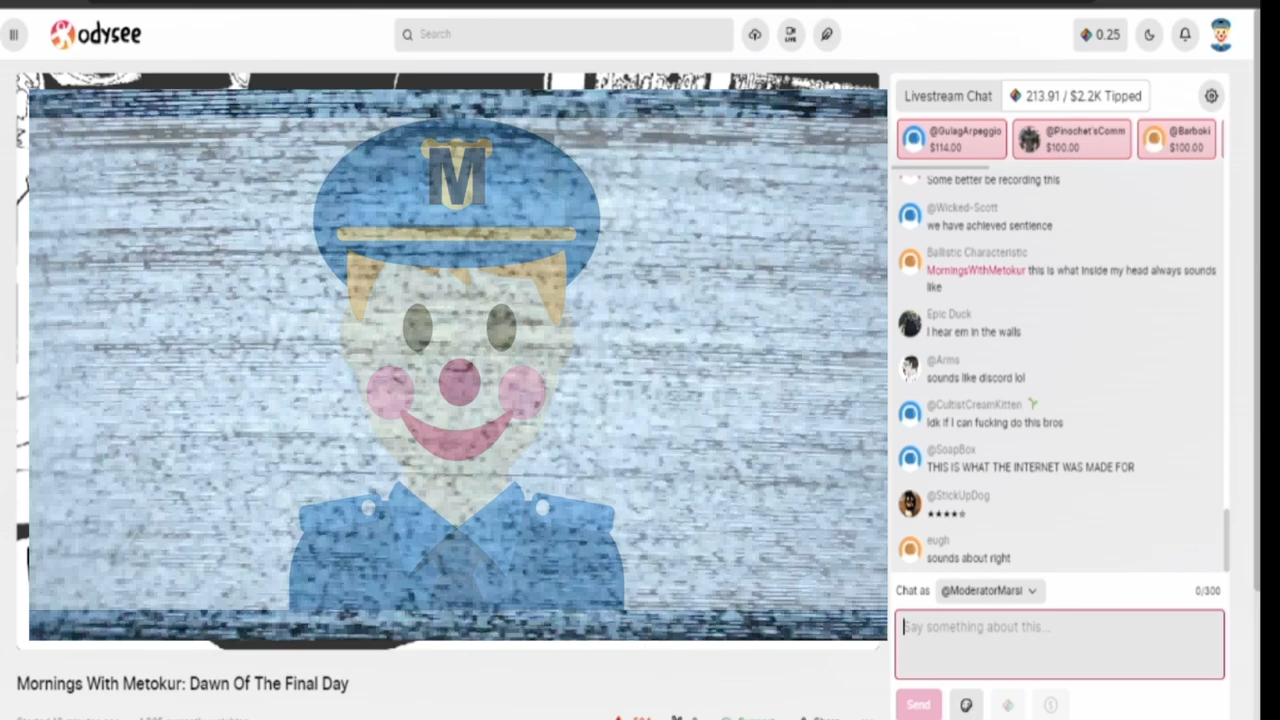 odysee
Search
LIVE
0.25
M
Livestream Chat
213.91 / $2.2K Tipped
@GulagArpeggio
$114.00
@Pinochet'sComm
$100.00
@Barboki
$100.00
Some better be recording this
@Wicked-Scott
we have achieved sentience
Ballistic Characteristic
MorningsWithMetokur this is what inside my head always sounds
like
Epic Duck
I hear em in the walls
@Arms
sounds like discord lol
@CultistCreamKitten
Idk if I can fucking do this bros
@SoapBox
THIS IS WHAT THE INTERNET WAS MADE FOR
@StickUpDog
★★★★☆
eugh
sounds about right
Chat as @ModeratorMarsl 0/300
Say something about this...
Send
Mornings With Metokur: Dawn Of The Final Day